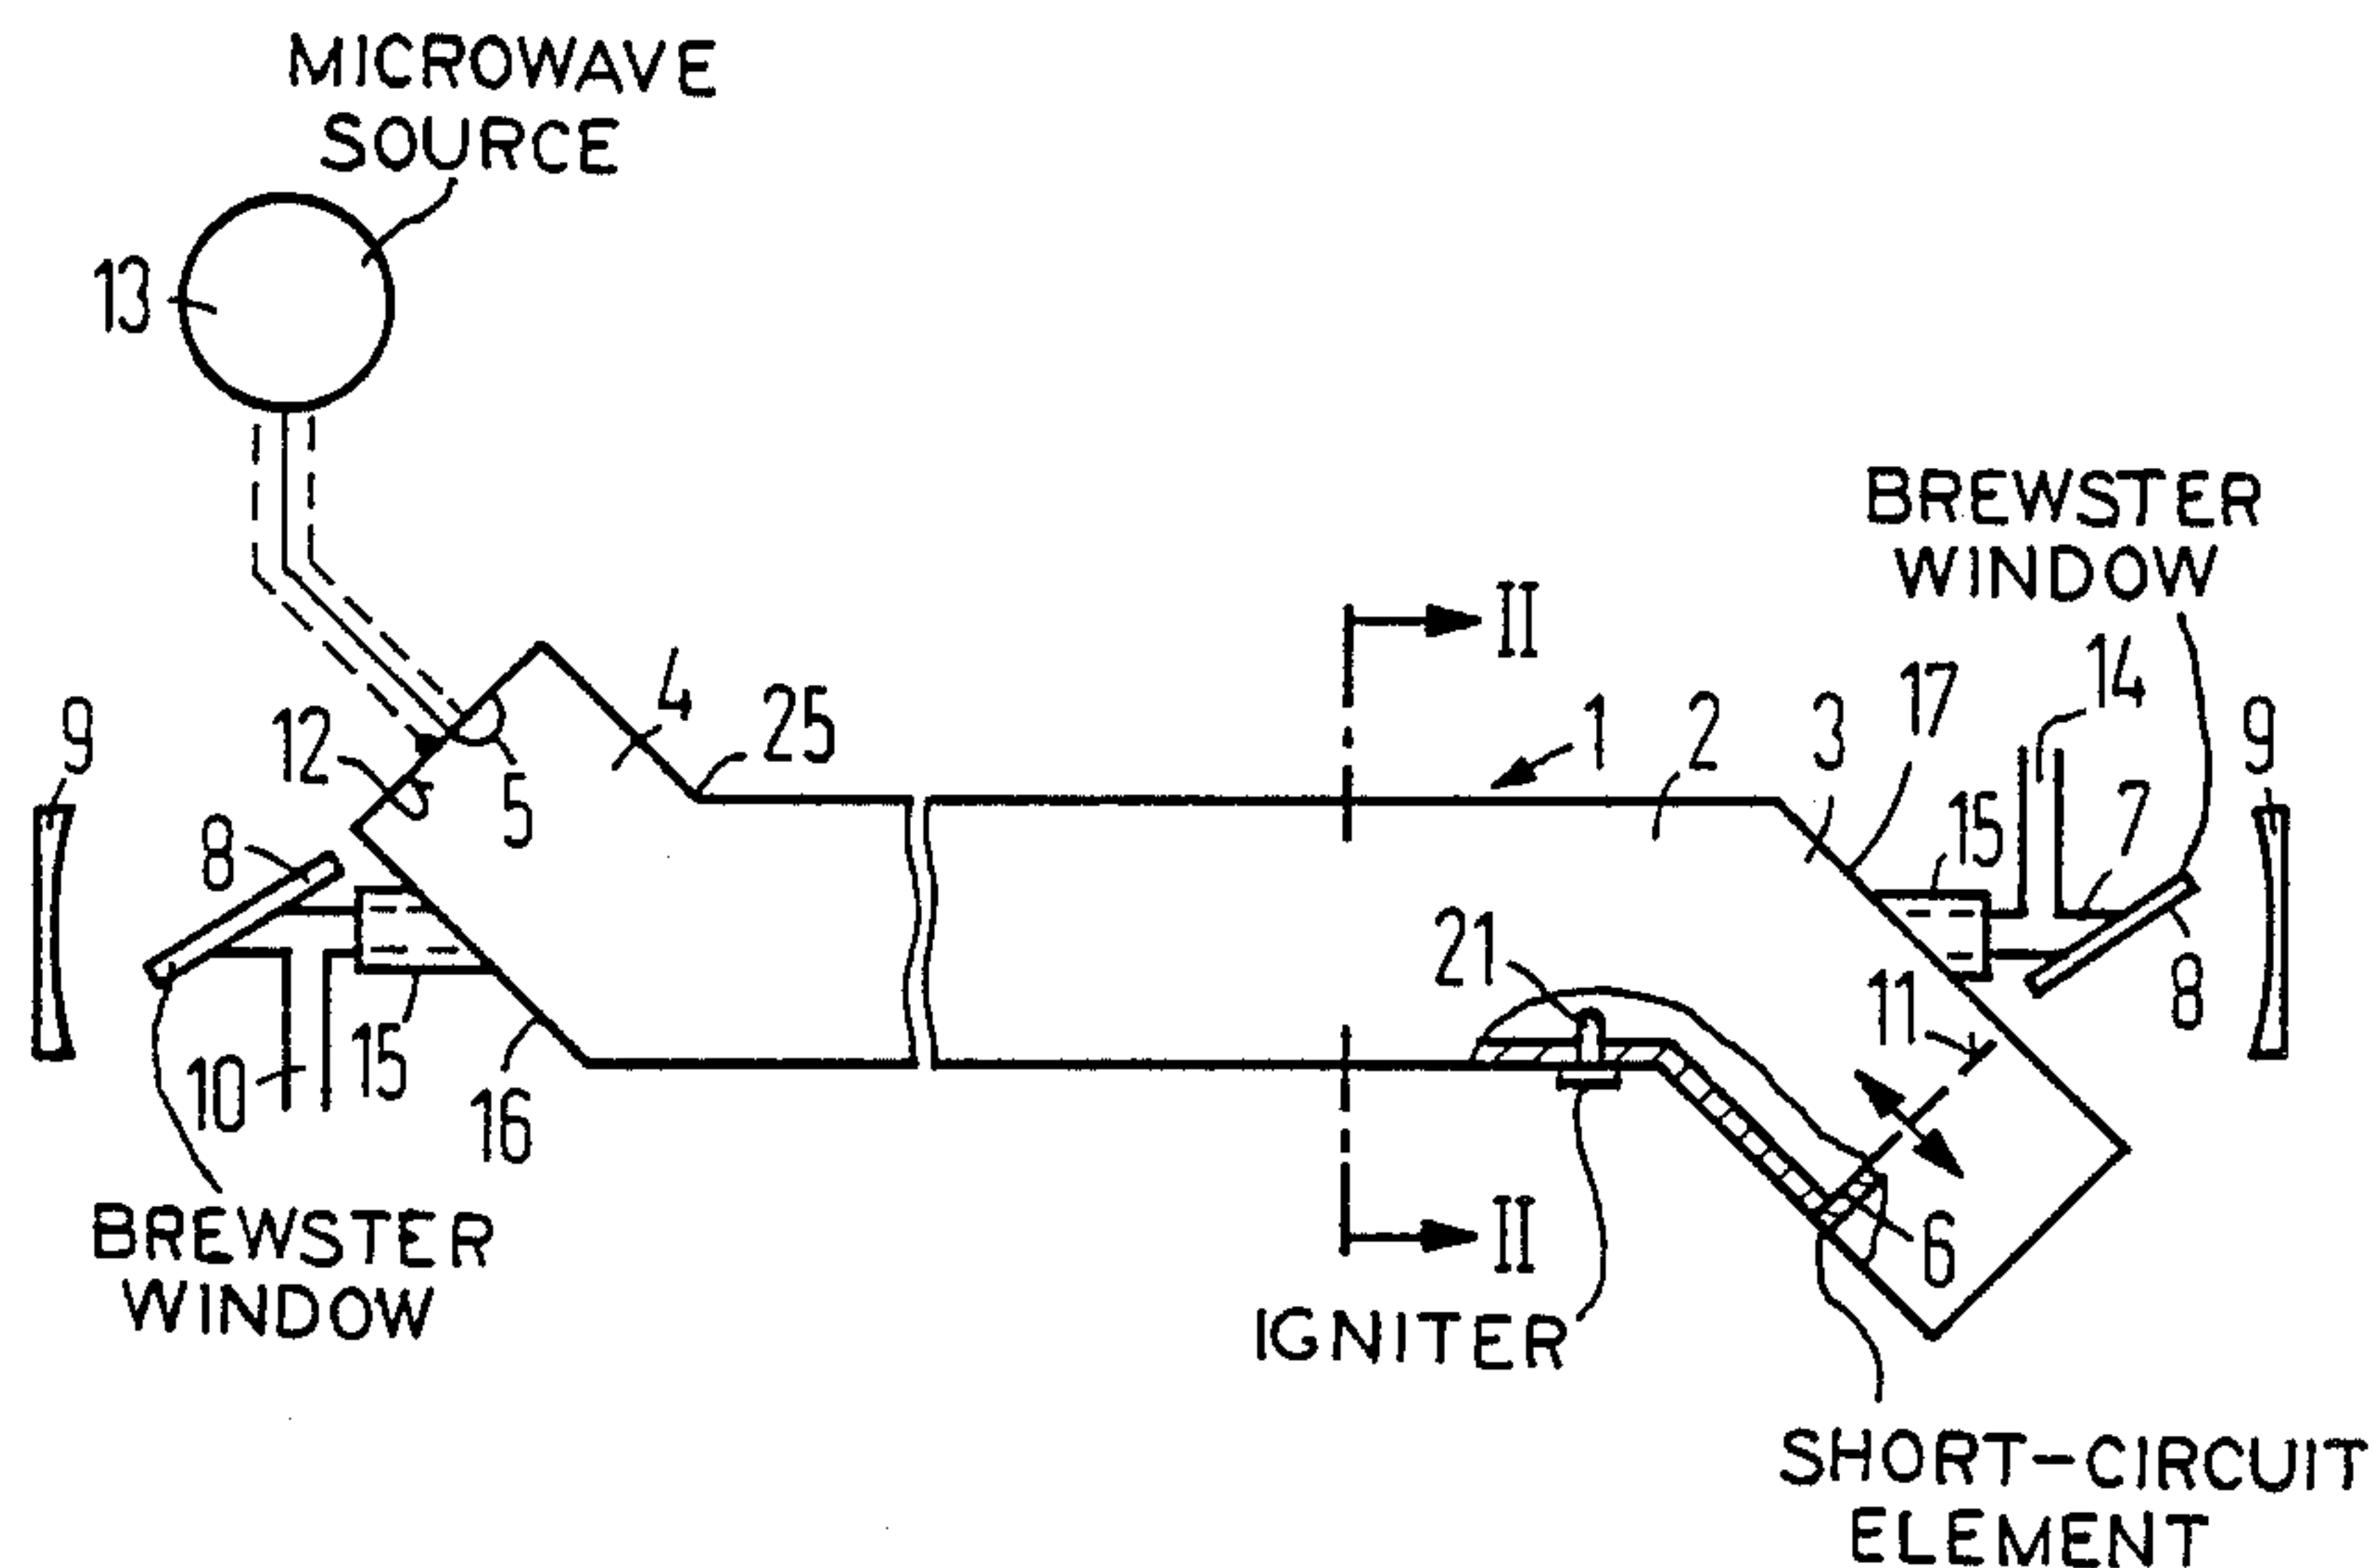 MICROWAVE
SOURCE
13
BREWSTER
WINDOW
II
14
4
17
9
12
25
1
2
3
9
5
15
7
8
21
11
8
10
15
16
6
BREWSTER
WINDOW
II
IGNITER
SHORT-CIRCUIT
ELEMENT